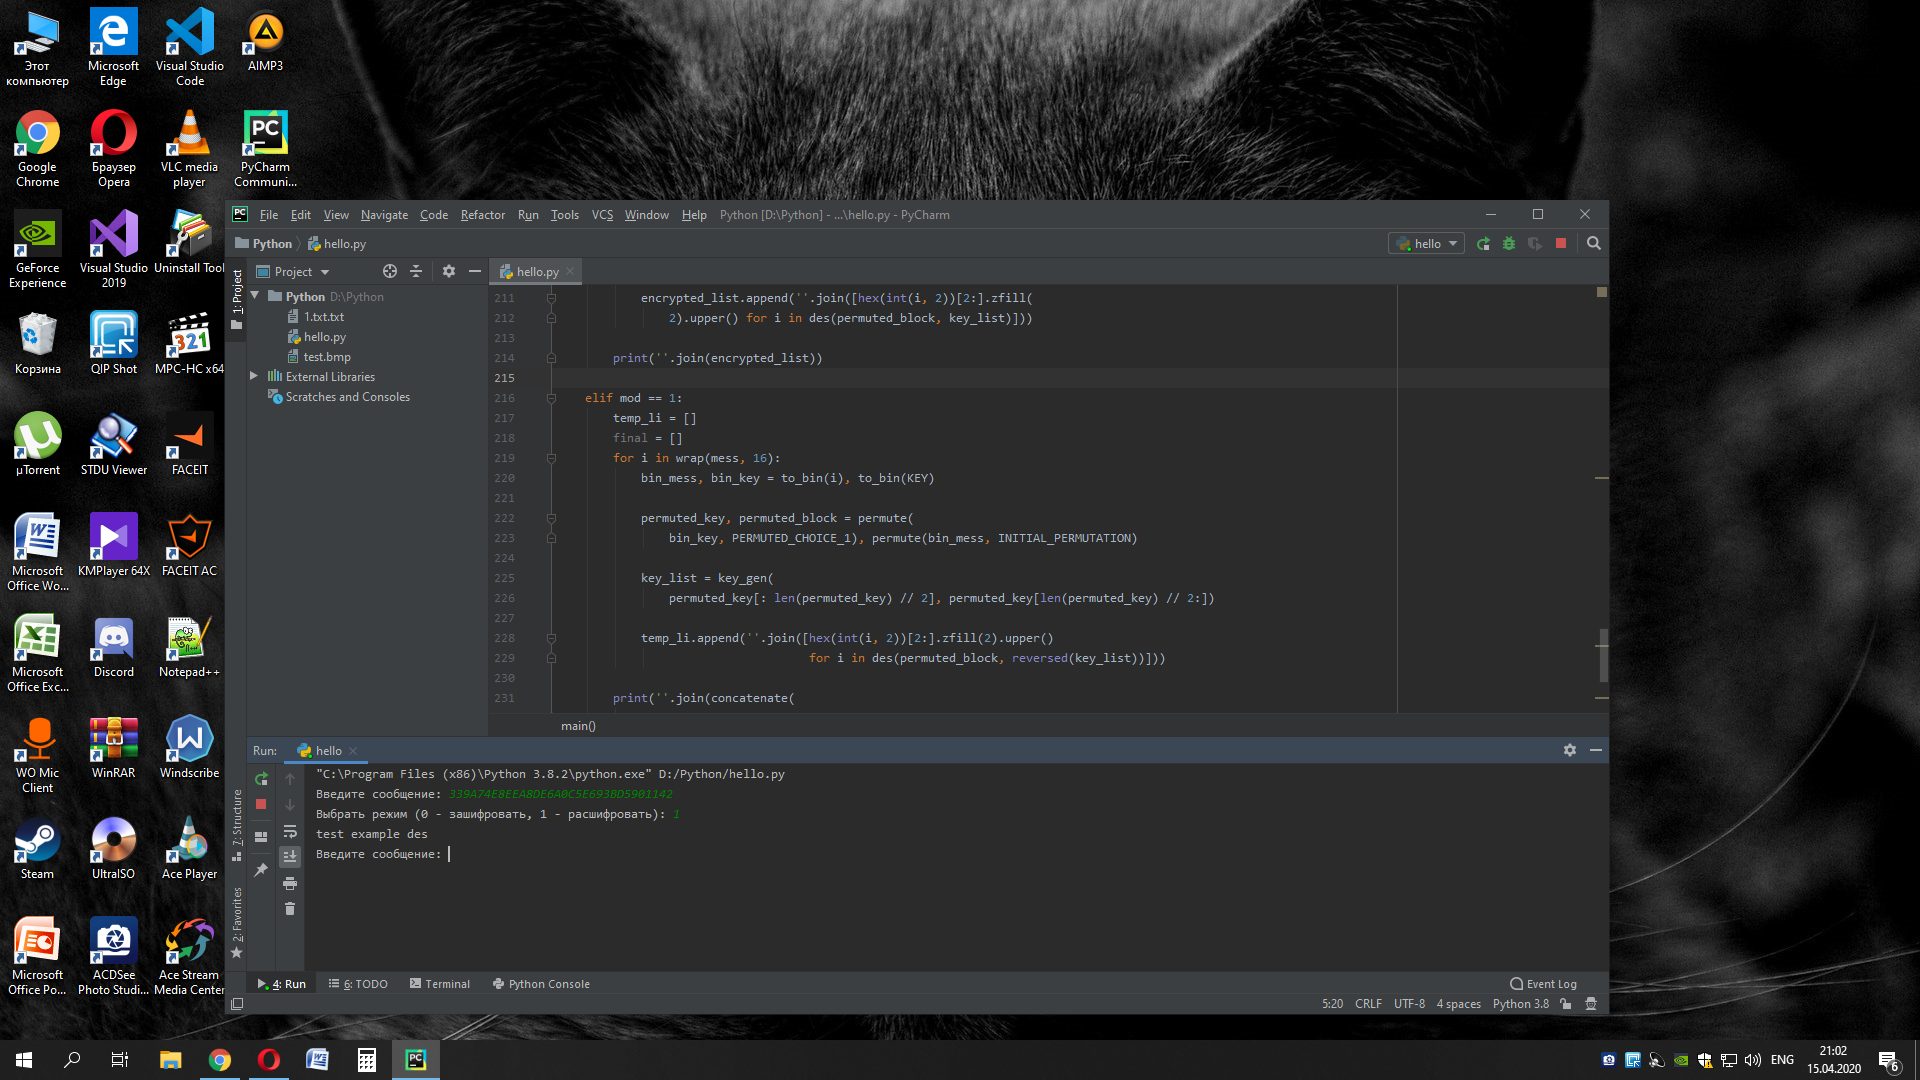 Этот компьютер
Microsoft Edge
Visual Studio Code
AIMP3
Google Chrome
Браузер Opera
VLC media player
PyCharm Communi...
GeForce Experience
Visual Studio 2019
Uninstall Tool
Корзина
QIP Shot
MPC-HC x64
µTorrent
STDU Viewer
FACEIT
Microsoft Office Wo...
KMPlayer 64X
FACEIT AC
Microsoft Office Exc...
Discord
Notepad++
WO Mic Client
WinRAR
Windscribe
Steam
UltraISO
Ace Player
Microsoft Office Po...
ACDSee Photo Studi...
Ace Stream Media Center
File Edit View Navigate Code Refactor Run Tools VCS Window Help Python [D:\Python] - ...\hello.py - PyCharm
Python hello.py
hello
Project
hello.py
1: Project
Python D:\Python
1.txt.txt
hello.py
test.bmp
External Libraries
Scratches and Consoles
211 encrypted_list.append(''.join([hex(int(i, 2))[2:].zfill(
212 2).upper() for i in des(permuted_block, key_list)]))
213
214 print(''.join(encrypted_list))
215
216 elif mod == 1:
217 temp_li = []
218 final = []
219 for i in wrap(mess, 16):
220 bin_mess, bin_key = to_bin(i), to_bin(KEY)
221
222 permuted_key, permuted_block = permute(
223 bin_key, PERMUTED_CHOICE_1), permute(bin_mess, INITIAL_PERMUTATION)
224
225 key_list = key_gen(
226 permuted_key[: len(permuted_key) // 2], permuted_key[len(permuted_key) // 2:])
227
228 temp_li.append(''.join([hex(int(i, 2))[2:].zfill(2).upper()
229 for i in des(permuted_block, reversed(key_list))]))
230
231 print(''.join(concatenate(
main()
Run: hello
"C:\Program Files (x86)\Python 3.8.2\python.exe" D:/Python/hello.py
Введите сообщение: 339A74E8EEA8DE6A0C5E693BD5901142
Выбрать режим (0 - зашифровать, 1 - расшифровать): 1
test example des
Введите сообщение:
7: Structure
2: Favorites
4: Run 6: TODO Terminal Python Console Event Log
5:20 CRLF UTF-8 4 spaces Python 3.8
ENG
21:02
15.04.2020
6